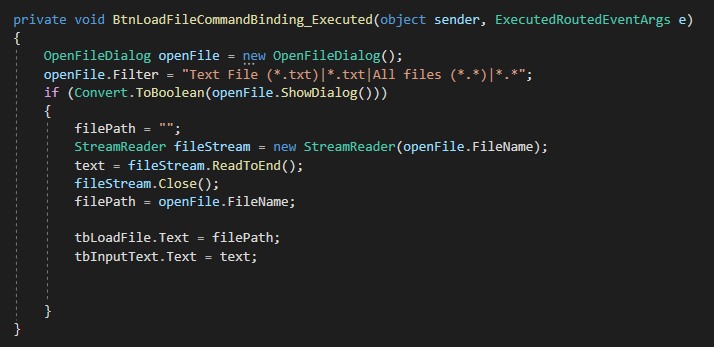 private void BtnLoadFileCommandBinding_Executed(object sender, ExecutedRoutedEventArgs e)
{
OpenFileDialog openFile = new OpenFileDialog();
openFile.Filter = "Text File (*.txt)|*.txt|All files (*.*)|*.*";
if (Convert.ToBoolean(openFile.ShowDialog()))
{
filePath = "";
StreamReader fileStream = new StreamReader(openFile.FileName);
text = fileStream.ReadToEnd();
fileStream.Close();
filePath = openFile.FileName;
tbLoadFile.Text = filePath;
tbInputText.Text = text;
}
}